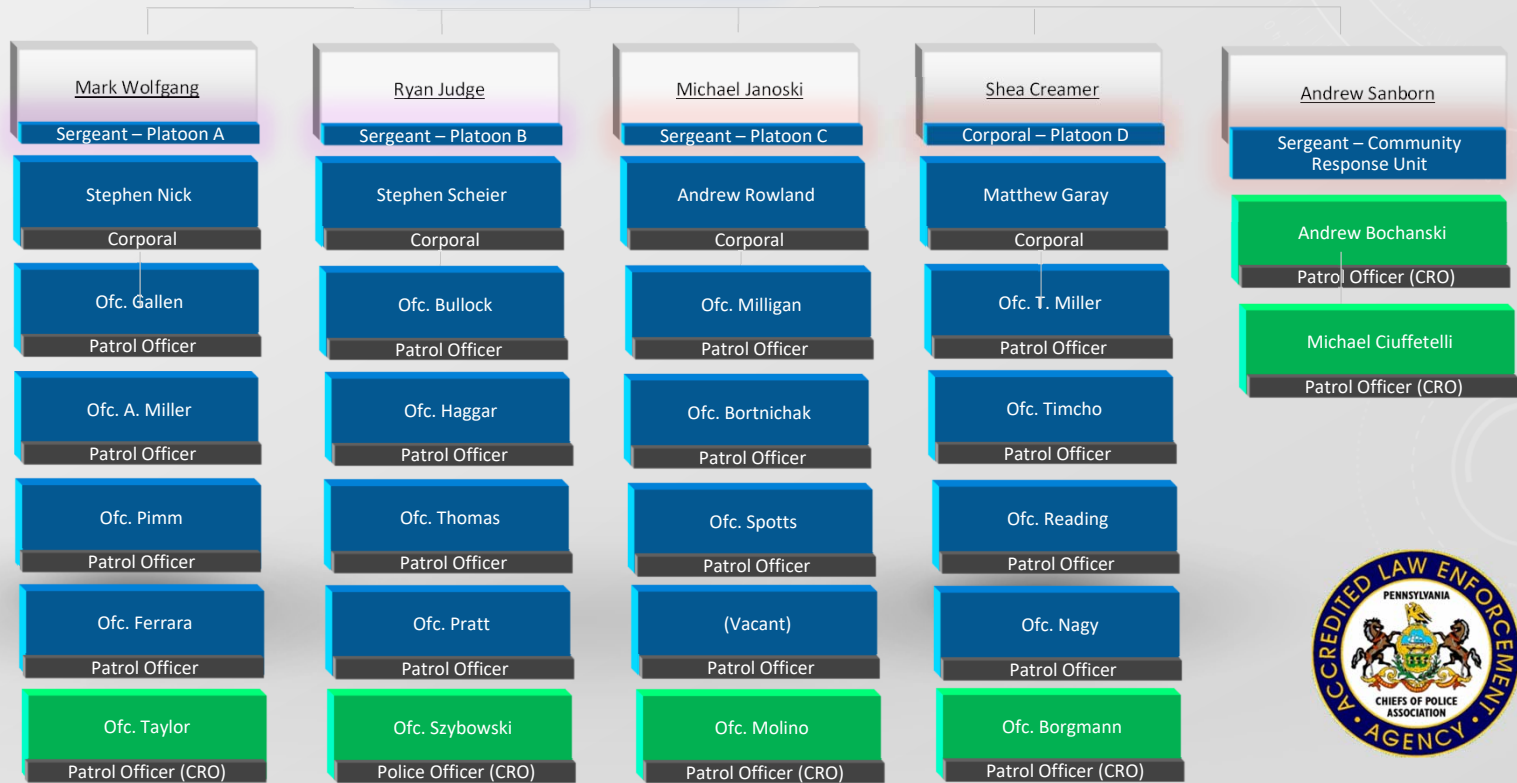 Mark Wolfgang
Sergeant – Platoon A
Stephen Nick
Corporal
Ofc. Gallen
Patrol Officer
Ofc. A. Miller
Patrol Officer
Ofc. Pimm
Patrol Officer
Ofc. Ferrara
Patrol Officer
Ofc. Taylor
Patrol Officer (CRO)
Ryan Judge
Sergeant – Platoon B
Stephen Scheier
Corporal
Ofc. Bullock
Patrol Officer
Ofc. Haggar
Patrol Officer
Ofc. Thomas
Patrol Officer
Ofc. Pratt
Patrol Officer
Ofc. Szybowski
Police Officer (CRO)
Michael Janoski
Sergeant – Platoon C
Andrew Rowland
Corporal
Ofc. Milligan
Patrol Officer
Ofc. Bortnichak
Patrol Officer
Ofc. Spotts
Patrol Officer
(Vacant)
Patrol Officer
Ofc. Molino
Patrol Officer (CRO)
Shea Creamer
Corporal – Platoon D
Matthew Garay
Corporal
Ofc. T. Miller
Patrol Officer
Ofc. Timcho
Patrol Officer
Ofc. Reading
Patrol Officer
Ofc. Nagy
Patrol Officer
Ofc. Borgmann
Patrol Officer (CRO)
Andrew Sanborn
Sergeant – Community
Response Unit
Andrew Bochanski
Patrol Officer (CRO)
Michael Ciuffetelli
Patrol Officer (CRO)
ACCREDITED LAW ENFORCEMENT
PENNSYLVANIA
CHIEFS OF POLICE
ASSOCIATION
AGENCY